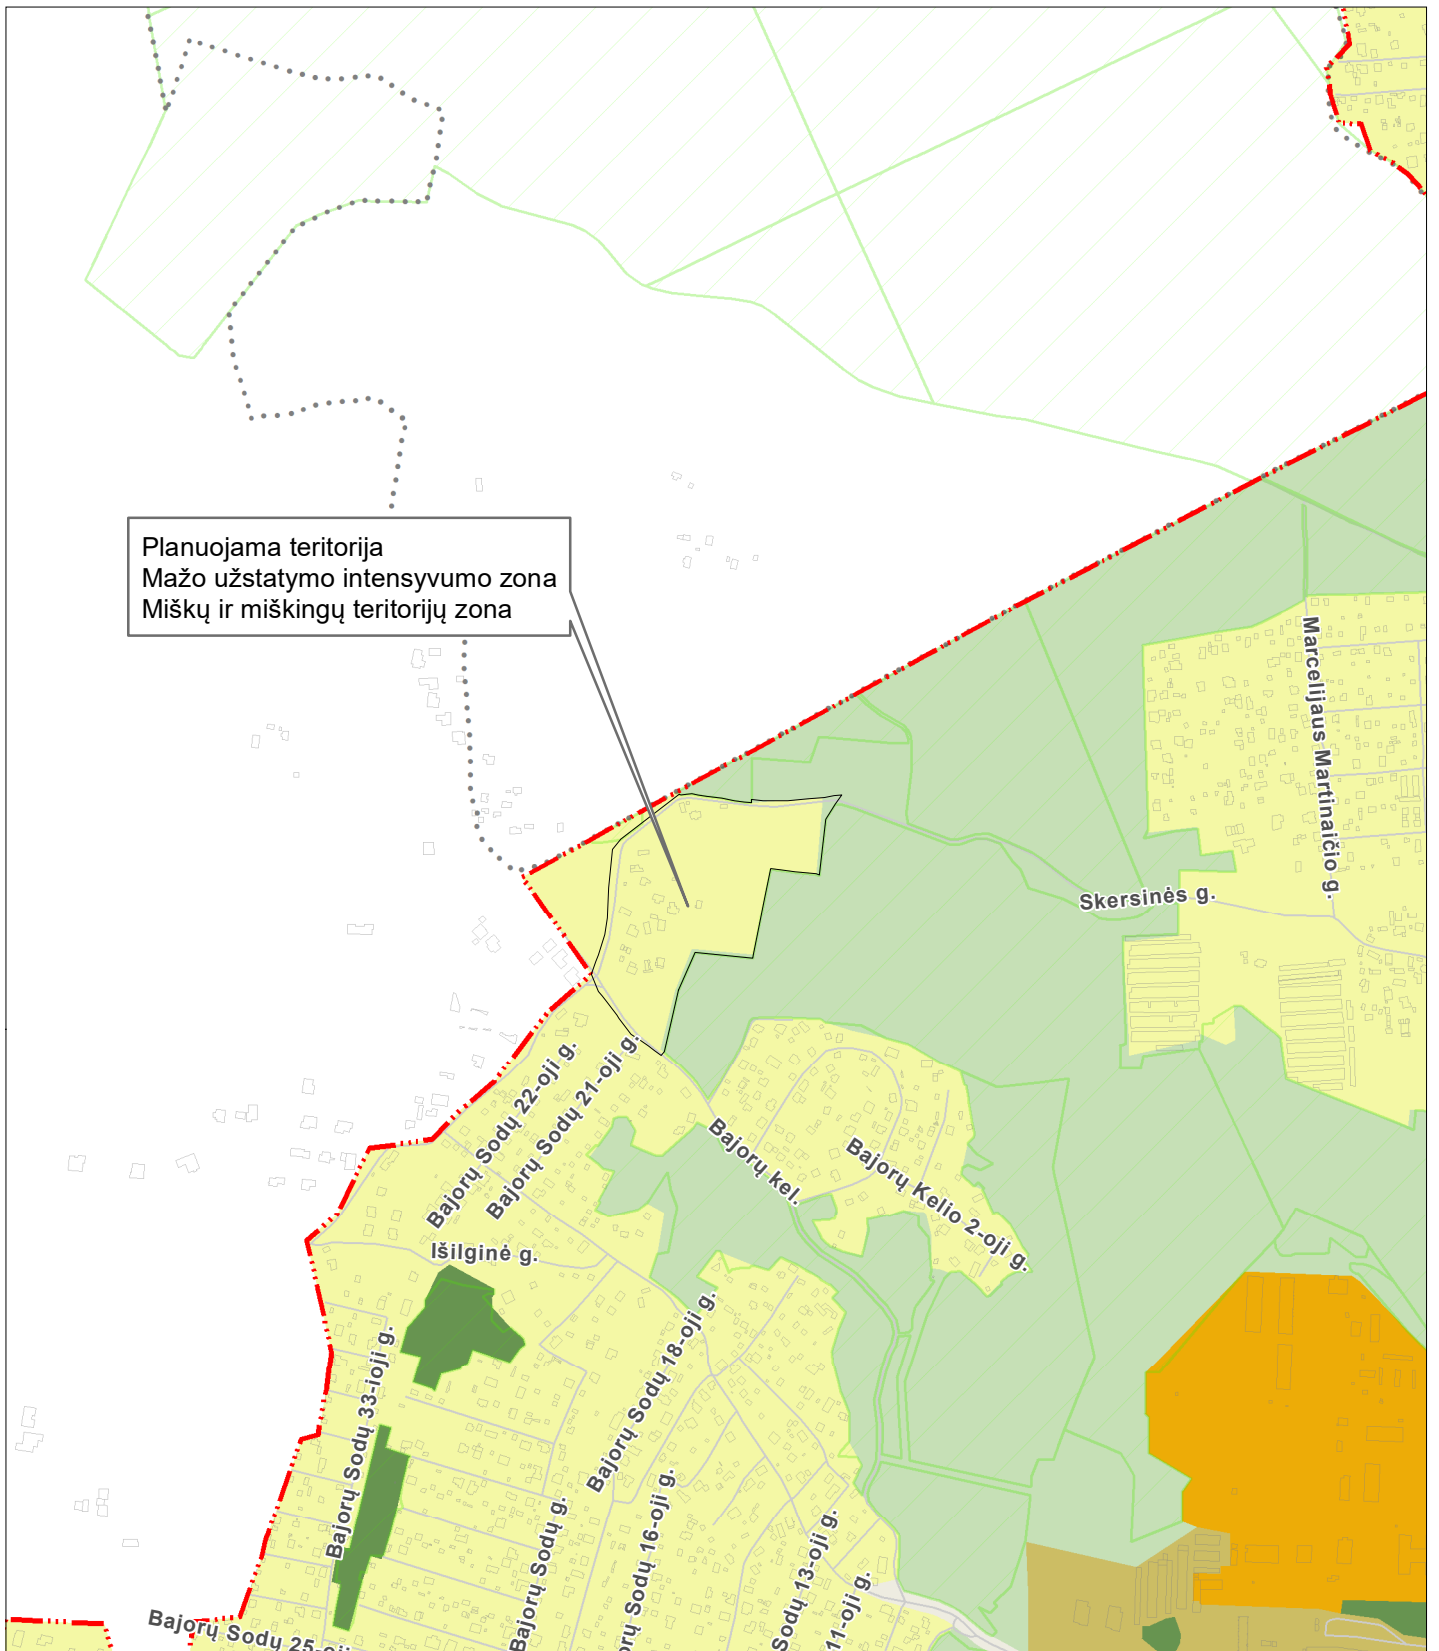 Planuojama teritorija
Mažo užstatymo intensyvumo zona
Miškų ir miškingų teritorijų zona
Marcelijaus Martinaičio g.
Skersinės g.
Bajorų Sodų 22-oji g.
Bajorų Sodų 21-oji g.
Bajorų kel.
Bajorų Kelio 2-oji g.
Išilginė g.
Bajorų Sodų 18-oji g.
Bajorų Sodų 33-ioji g.
Bajorų Sodų g.
Sodų 16-oji g.
Sodų 13-oji g.
11-oji g.
Bajorų Sodų